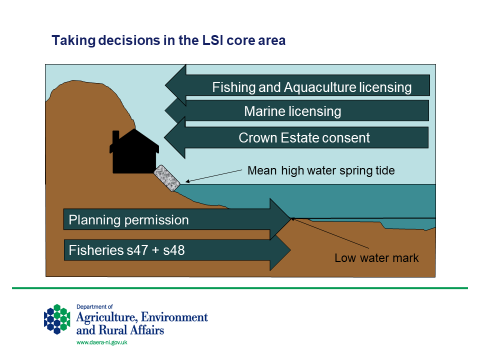 Taking decisions in the LSI core area
Fishing and Aquaculture licensing
Marine licensing
Crown Estate consent
Mean high water spring tide
Planning permission
Fisheries s47 + s48
Low water mark
Department of
Agriculture, Environment
and Rural Affairs
www.daera-ni.gov.uk